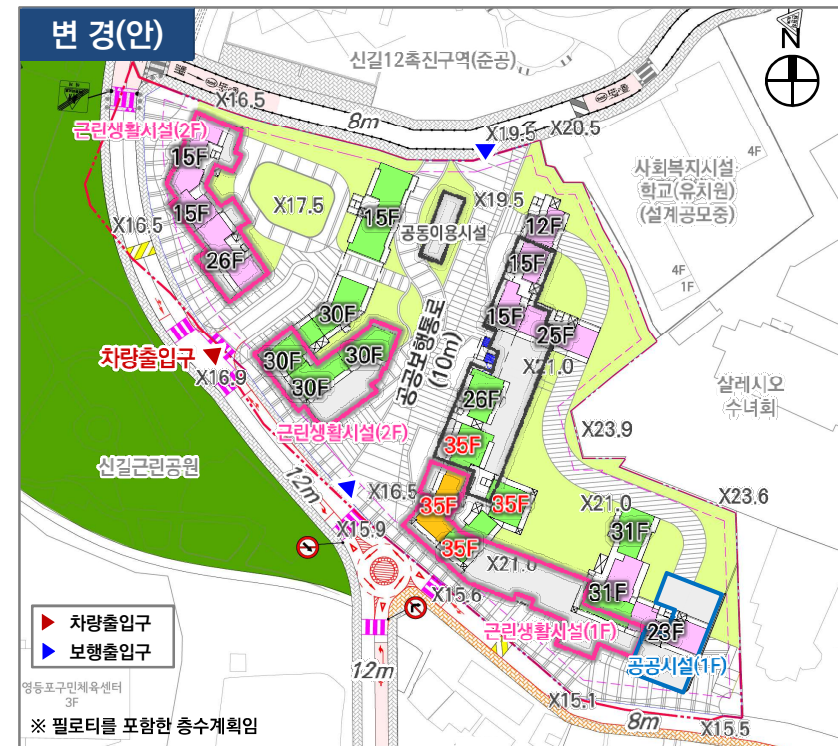 변 경(안)
N
신길12촉진구역(준공)
X16.5
8m
X19.5
X20.5
근린생활시설(2F)
15F
사회복지시설
학교(유치원)
(설계공모중)
4F
4F
1F
X17.5
15F
X19.5
공동이용시설
12F
15F
X16.5
15F
26F
15F
25F
30F
30F
30F
30F
공공보행통로
(10m)
X21.0
차량출입구
X16.9
26F
살레시오
수녀회
근린생활시설(2F)
35F
X23.9
신길근린공원
12m
X16.5
35F
35F
X21.0
X23.6
31F
X15.9
35F
X21.0
X15.6
31F
23F
근린생활시설(1F)
공공시설(1F)
차량출입구
보행출입구
12m
영등포구민체육센터
3F
X15.1
8m
X15.5
※ 필로티를 포함한 층수계획임